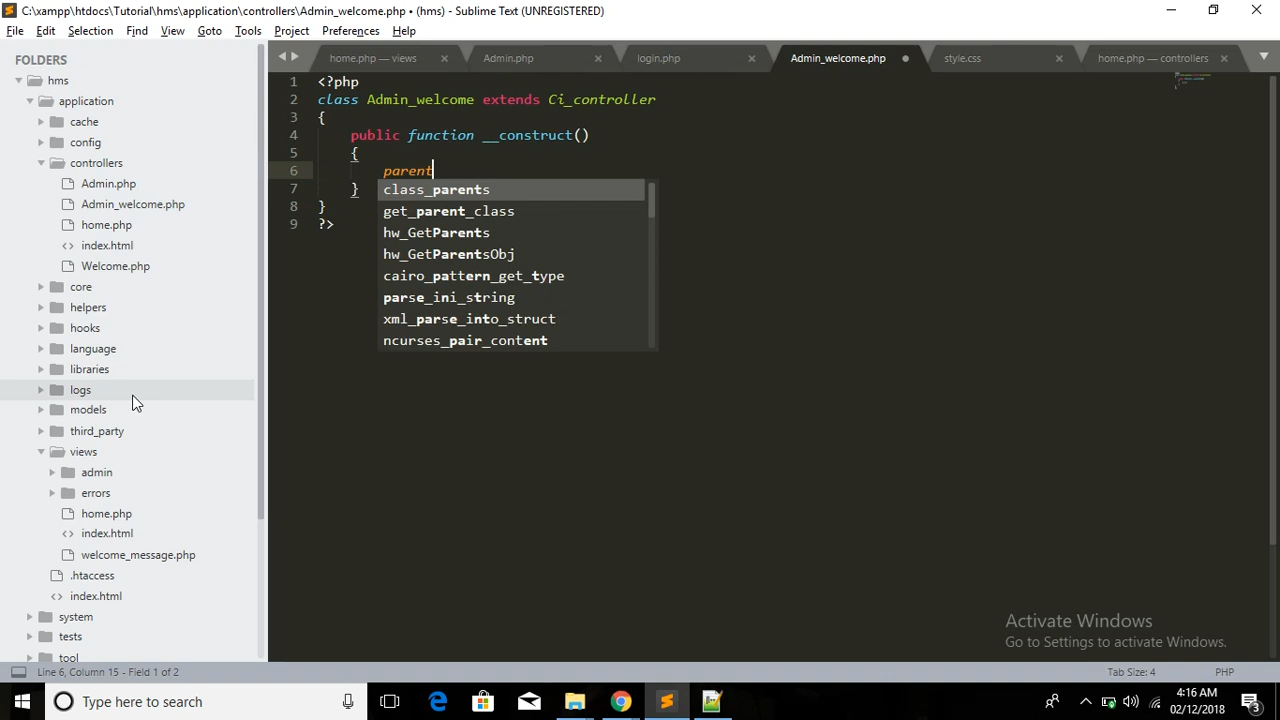 C:\xampp\htdocs\Tutorial\hms\application\controllers\Admin_welcome.php • (hms) - Sublime Text (UNREGISTERED)
File Edit Selection Find View Goto Tools Project Preferences Help
FOLDERS
hms
application
cache
config
controllers
Admin.php
Admin_welcome.php
home.php
index.html
Welcome.php
core
helpers
hooks
language
libraries
logs
models
third_party
views
admin
errors
home.php
index.html
welcome_message.php
.htaccess
index.html
system
tests
tool
home.php — views
Admin.php
login.php
Admin_welcome.php
style.css
home.php — controllers
1 <?php
2 class Admin_welcome extends Ci_controller
3 {
4 public function __construct()
5 {
6 parent
7 }
8 }
9 ?>
class_parents
get_parent_class
hw_GetParents
hw_GetParentsObj
cairo_pattern_get_type
parse_ini_string
xml_parse_into_struct
ncurses_pair_content
Activate Windows
Go to Settings to activate Windows.
Line 6, Column 15 - Field 1 of 2
Tab Size: 4
PHP
Type here to search
4:16 AM
02/12/2018
3